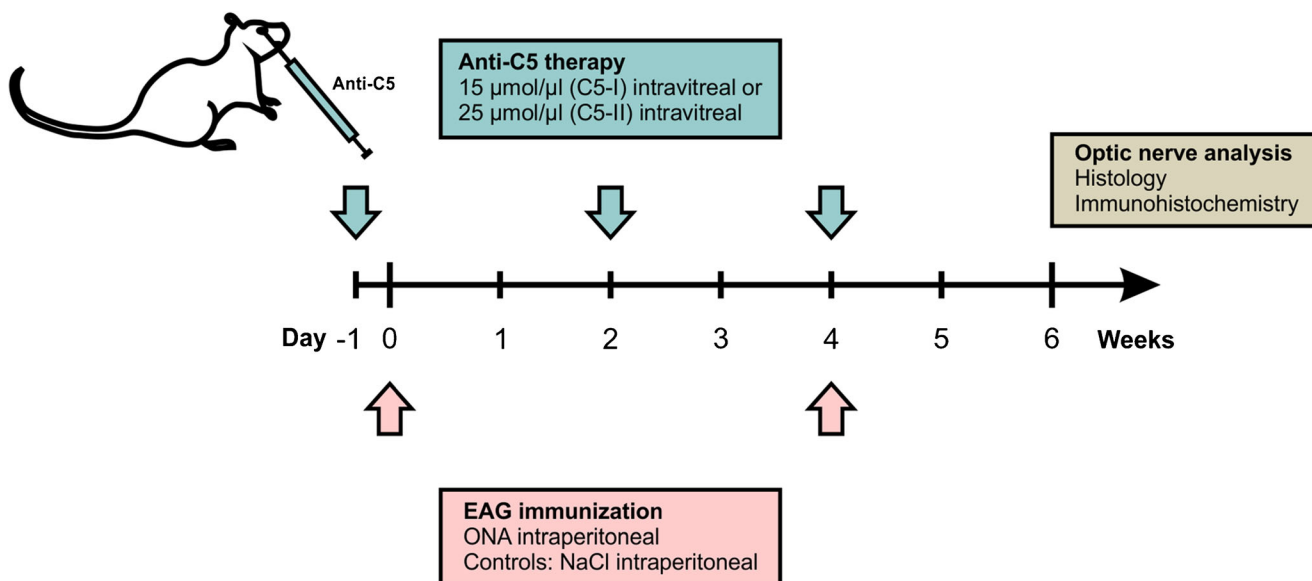 Anti-C5
Anti-C5 therapy
15 µmol/µl (C5-I) intravitreal or
25 µmol/µl (C5-II) intravitreal
Optic nerve analysis
Histology
Immunohistochemistry
Day -1 0 1 2 3 4 5 6 Weeks
EAG immunization
ONA intraperitoneal
Controls: NaCl intraperitoneal